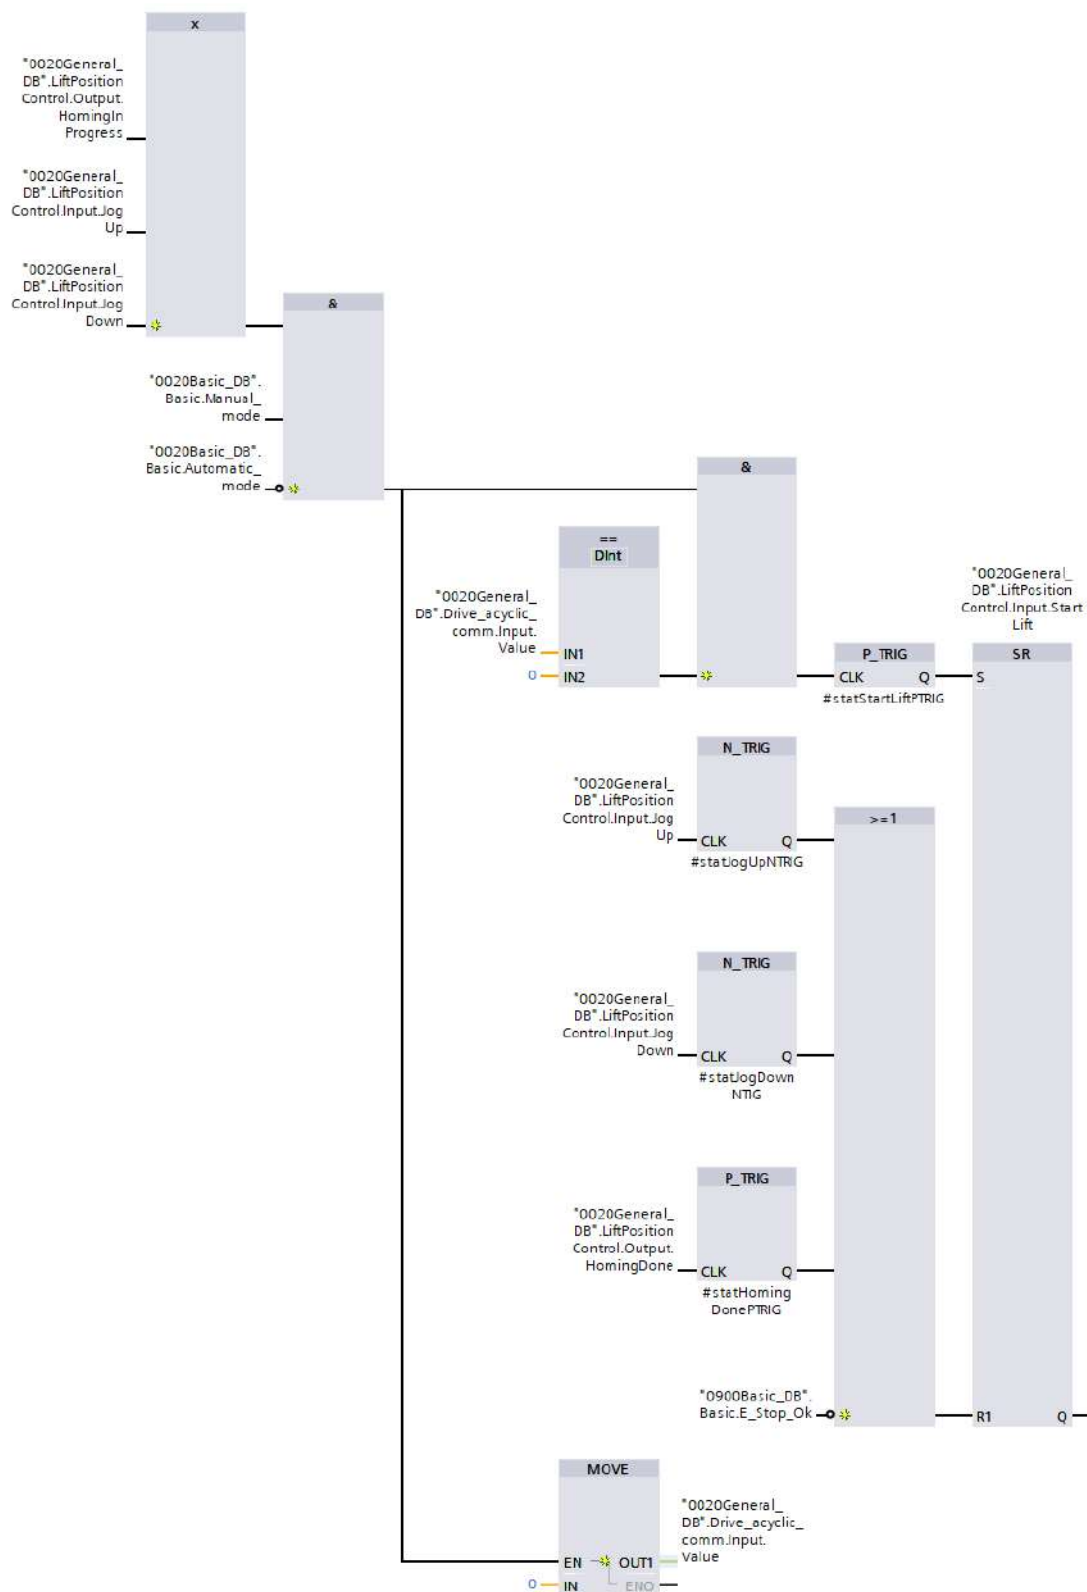 x
"0020General_
DB".LiftPosition
Control.Output.
HomingIn
Progress
"0020General_
DB".LiftPosition
Control.Input.Jog
Up
"0020General_
DB".LiftPosition
Control.Input.Jog
Down
&
"0020Basic_DB".
Basic.Manual_
mode
"0020Basic_DB".
Basic.Automatic_
mode
&
==
DInt
"0020General_
DB".Drive_acyclic_
comm.Input.
Value
IN1
0
IN2
P_TRIG
CLK Q
#statStartLiftPTRIG
"0020General_
DB".LiftPosition
Control.Input.Start
Lift
SR
S
N_TRIG
"0020General_
DB".LiftPosition
Control.Input.Jog
Up
CLK Q
#statJogUpNTRIG
>=1
N_TRIG
"0020General_
DB".LiftPosition
Control.Input.Jog
Down
CLK Q
#statJogDown
NTIG
P_TRIG
"0020General_
DB".LiftPosition
Control.Output.
HomingDone
CLK Q
#statHoming
DonePTRIG
"0900Basic_DB".
Basic.E_Stop_Ok
R1 Q
MOVE
EN OUT1
"0020General_
DB".Drive_acyclic_
comm.Input.
Value
0
IN ENO